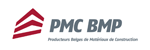 PMC BMP
Producteurs Belges de Matériaux de Construction